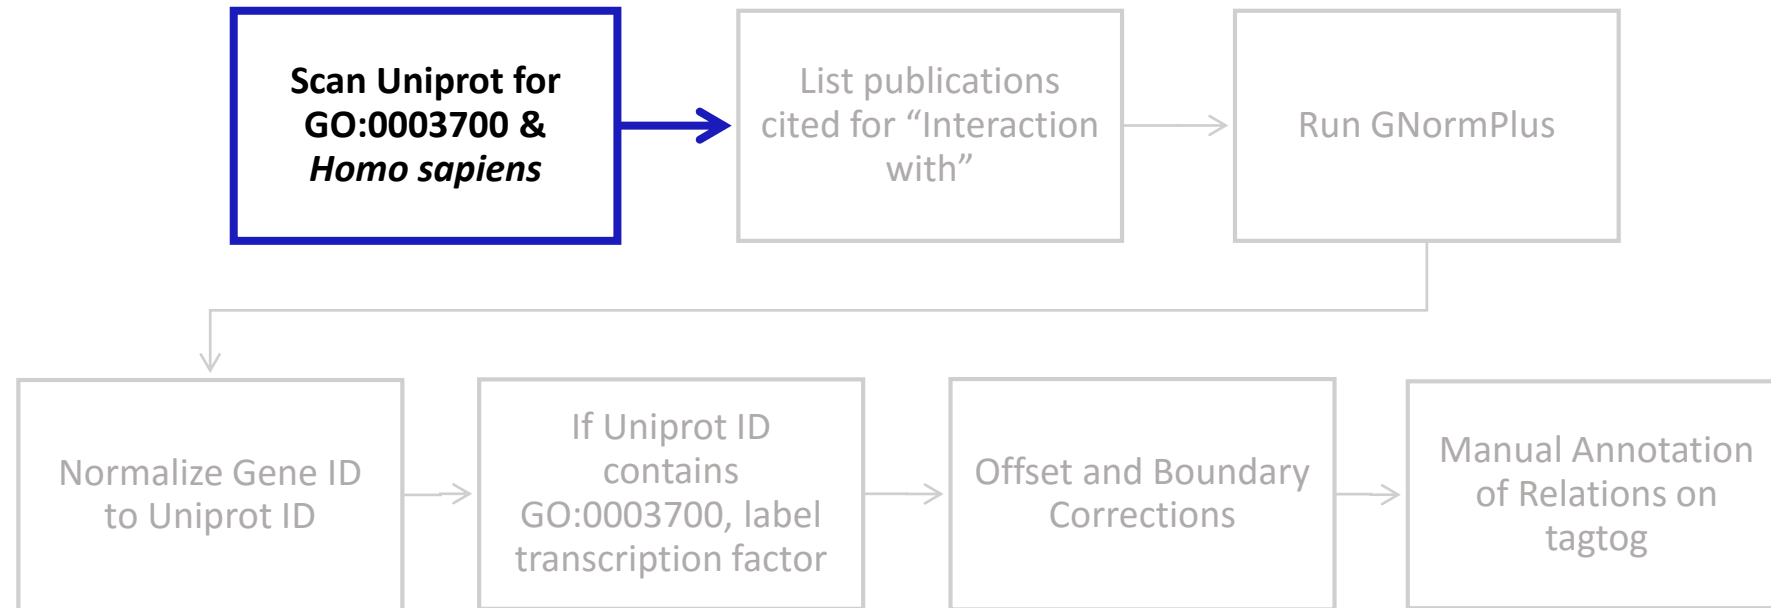 Scan Uniprot for
GO:0003700 &
Homo sapiens
List publications
cited for “Interaction
with”
Run GNormPlus
Normalize Gene ID
to Uniprot ID
If Uniprot ID
contains
GO:0003700, label
transcription factor
Offset and Boundary
Corrections
Manual Annotation
of Relations on
tagtog